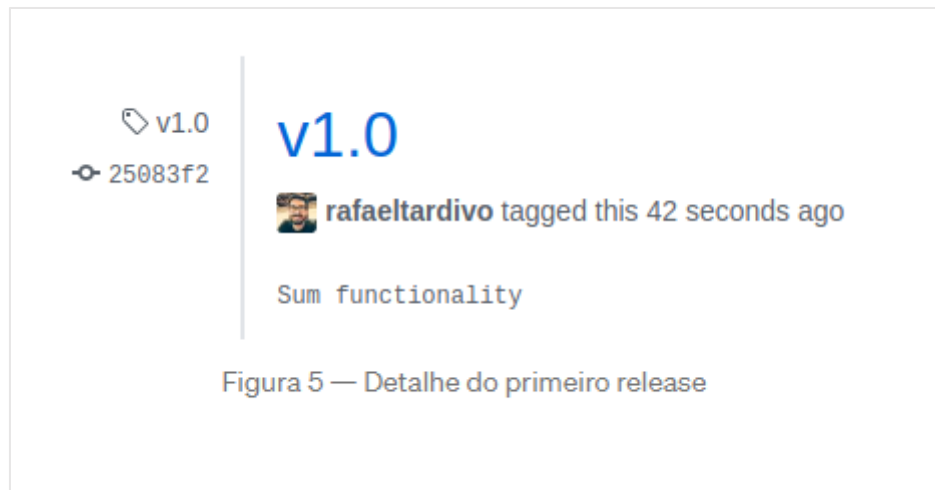 v1.0
25083f2
v1.0
rafaeltardivo tagged this 42 seconds ago
Sum functionality
Figura 5 — Detalhe do primeiro release